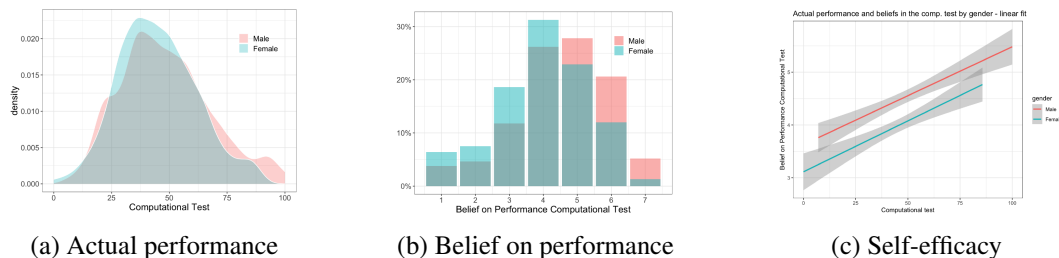 0.020
0.015
0.010
0.005
0.000
density
0 25 50 75 100
Computational Test
Male
Female
(a) Actual performance
30%
20%
10%
0%
1 2 3 4 5 6 7
Belief on Performance Computational Test
Male
Female
(b) Belief on performance
Actual performance and beliefs in the comp. test by gender - linear fit
Belief on Performance Computational Test
5
4
3
0 25 50 75 100
Computational test
gender
Male
(c) Self-efficacy